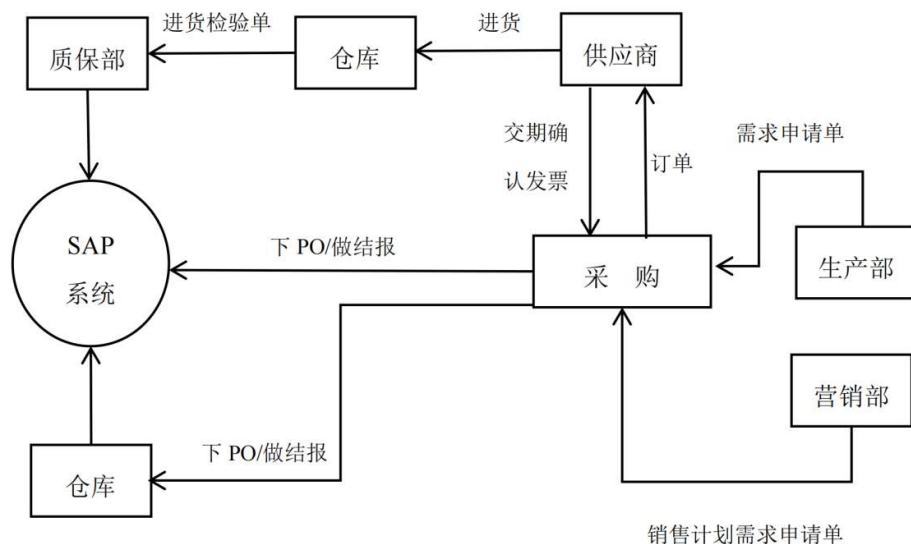 进货检验单
进货
质保部
仓库
供应商
交期确
认发票
订单
需求申请单
SAP
系统
下 PO/做结报
采 购
生产部
营销部
下 PO/做结报
仓库
销售计划需求申请单